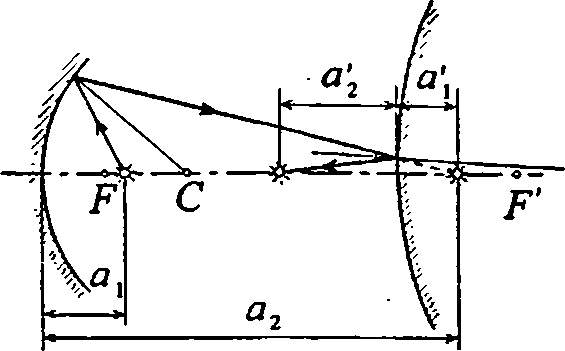 a'₂ a'₁
F C F'
a₁
a₂